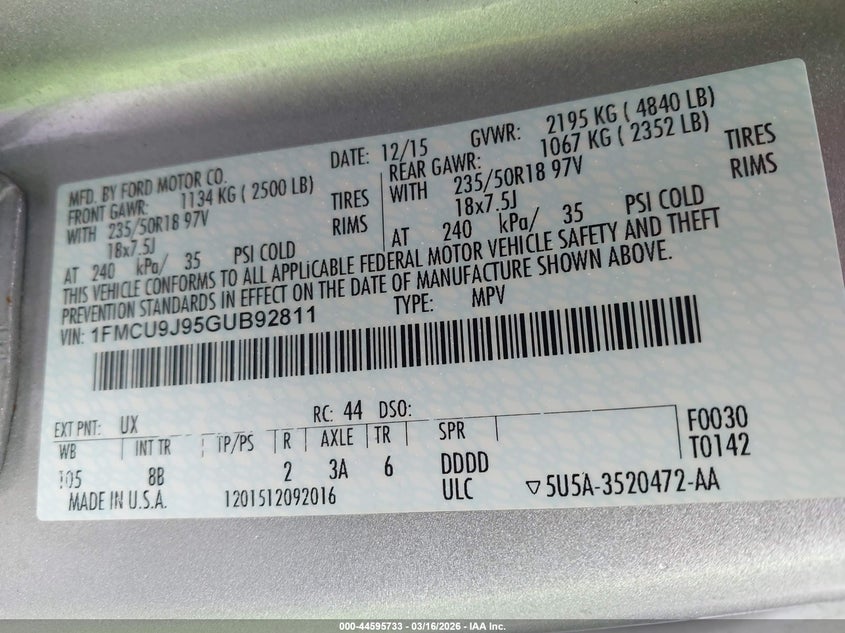 MFD. BY FORD MOTOR CO.
DATE: 12/15
GVWR: 2195 KG ( 4840 LB)
FRONT GAWR: 1134 KG ( 2500 LB)
REAR GAWR: 1067 KG ( 2352 LB)
WITH 235/50R18 97V TIRES
WITH 235/50R18 97V TIRES
18x7.5J RIMS
18x7.5J RIMS
AT 240 kPa/ 35 PSI COLD
AT 240 kPa/ 35 PSI COLD
THIS VEHICLE CONFORMS TO ALL APPLICABLE FEDERAL MOTOR VEHICLE SAFETY AND THEFT
PREVENTION STANDARDS IN EFFECT ON THE DATE OF MANUFACTURE SHOWN ABOVE.
VIN: 1FMCU9J95GUB92811
TYPE: MPV
EXT PNT: UX RC: 44 DSO:
WB INT TR TP/PS R AXLE TR SPR F0030
T0142
105 8B 2 3A 6 DDDD
MADE IN U.S.A. 1201512092016 ULC ▽5U5A-3520472-AA
000-44595733 - 03/16/2026 - IAA Inc.